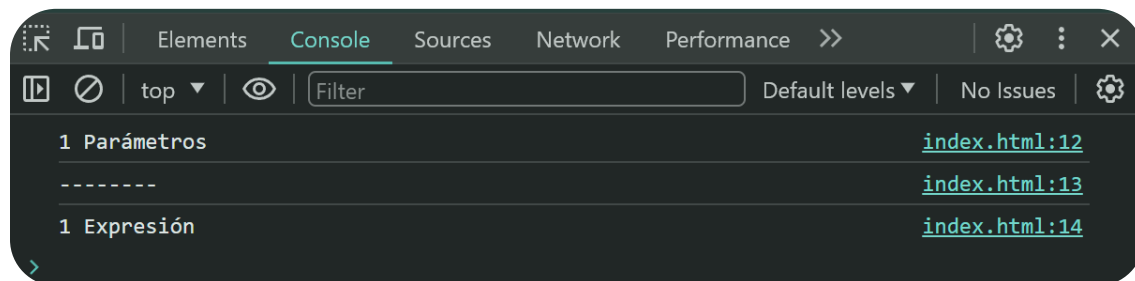 Elements Console Sources Network Performance
top Filter Default levels No Issues
1 Parámetros index.html:12
-------- index.html:13
1 Expresión index.html:14